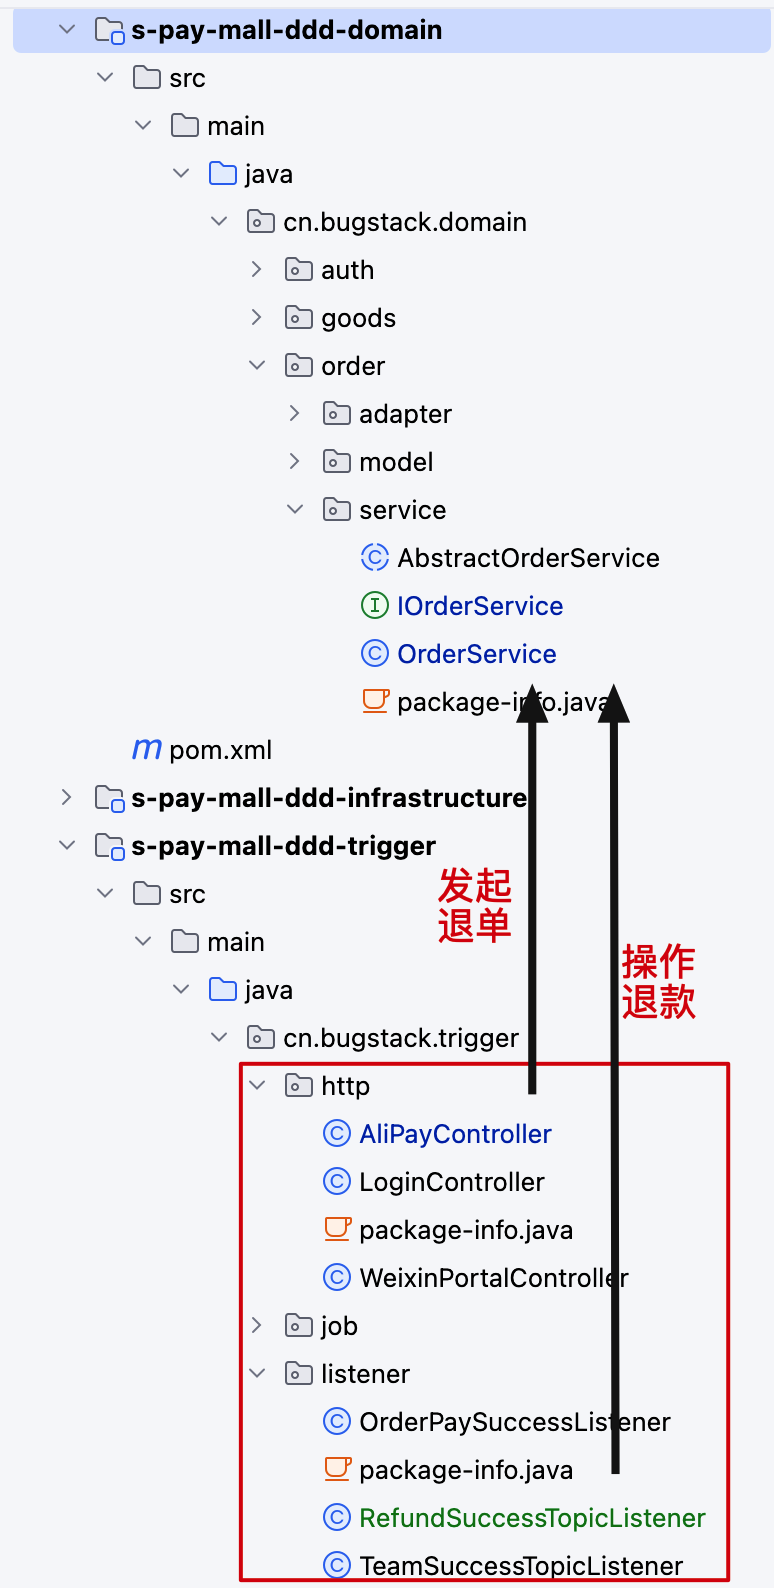 s-pay-mall-ddd-domain
src
main
java
cn.bugstack.domain
auth
goods
order
adapter
model
service
AbstractOrderService
IOrderService
OrderService
package-info.java
pom.xml
s-pay-mall-ddd-infrastructure
s-pay-mall-ddd-trigger
发起
退单
src
main
操作
退款
java
cn.bugstack.trigger
http
AliPayController
LoginController
package-info.java
WeixinPortalController
job
listener
OrderPaySuccessListener
package-info.java
RefundSuccessTopicListener
TeamSuccessTopicListener